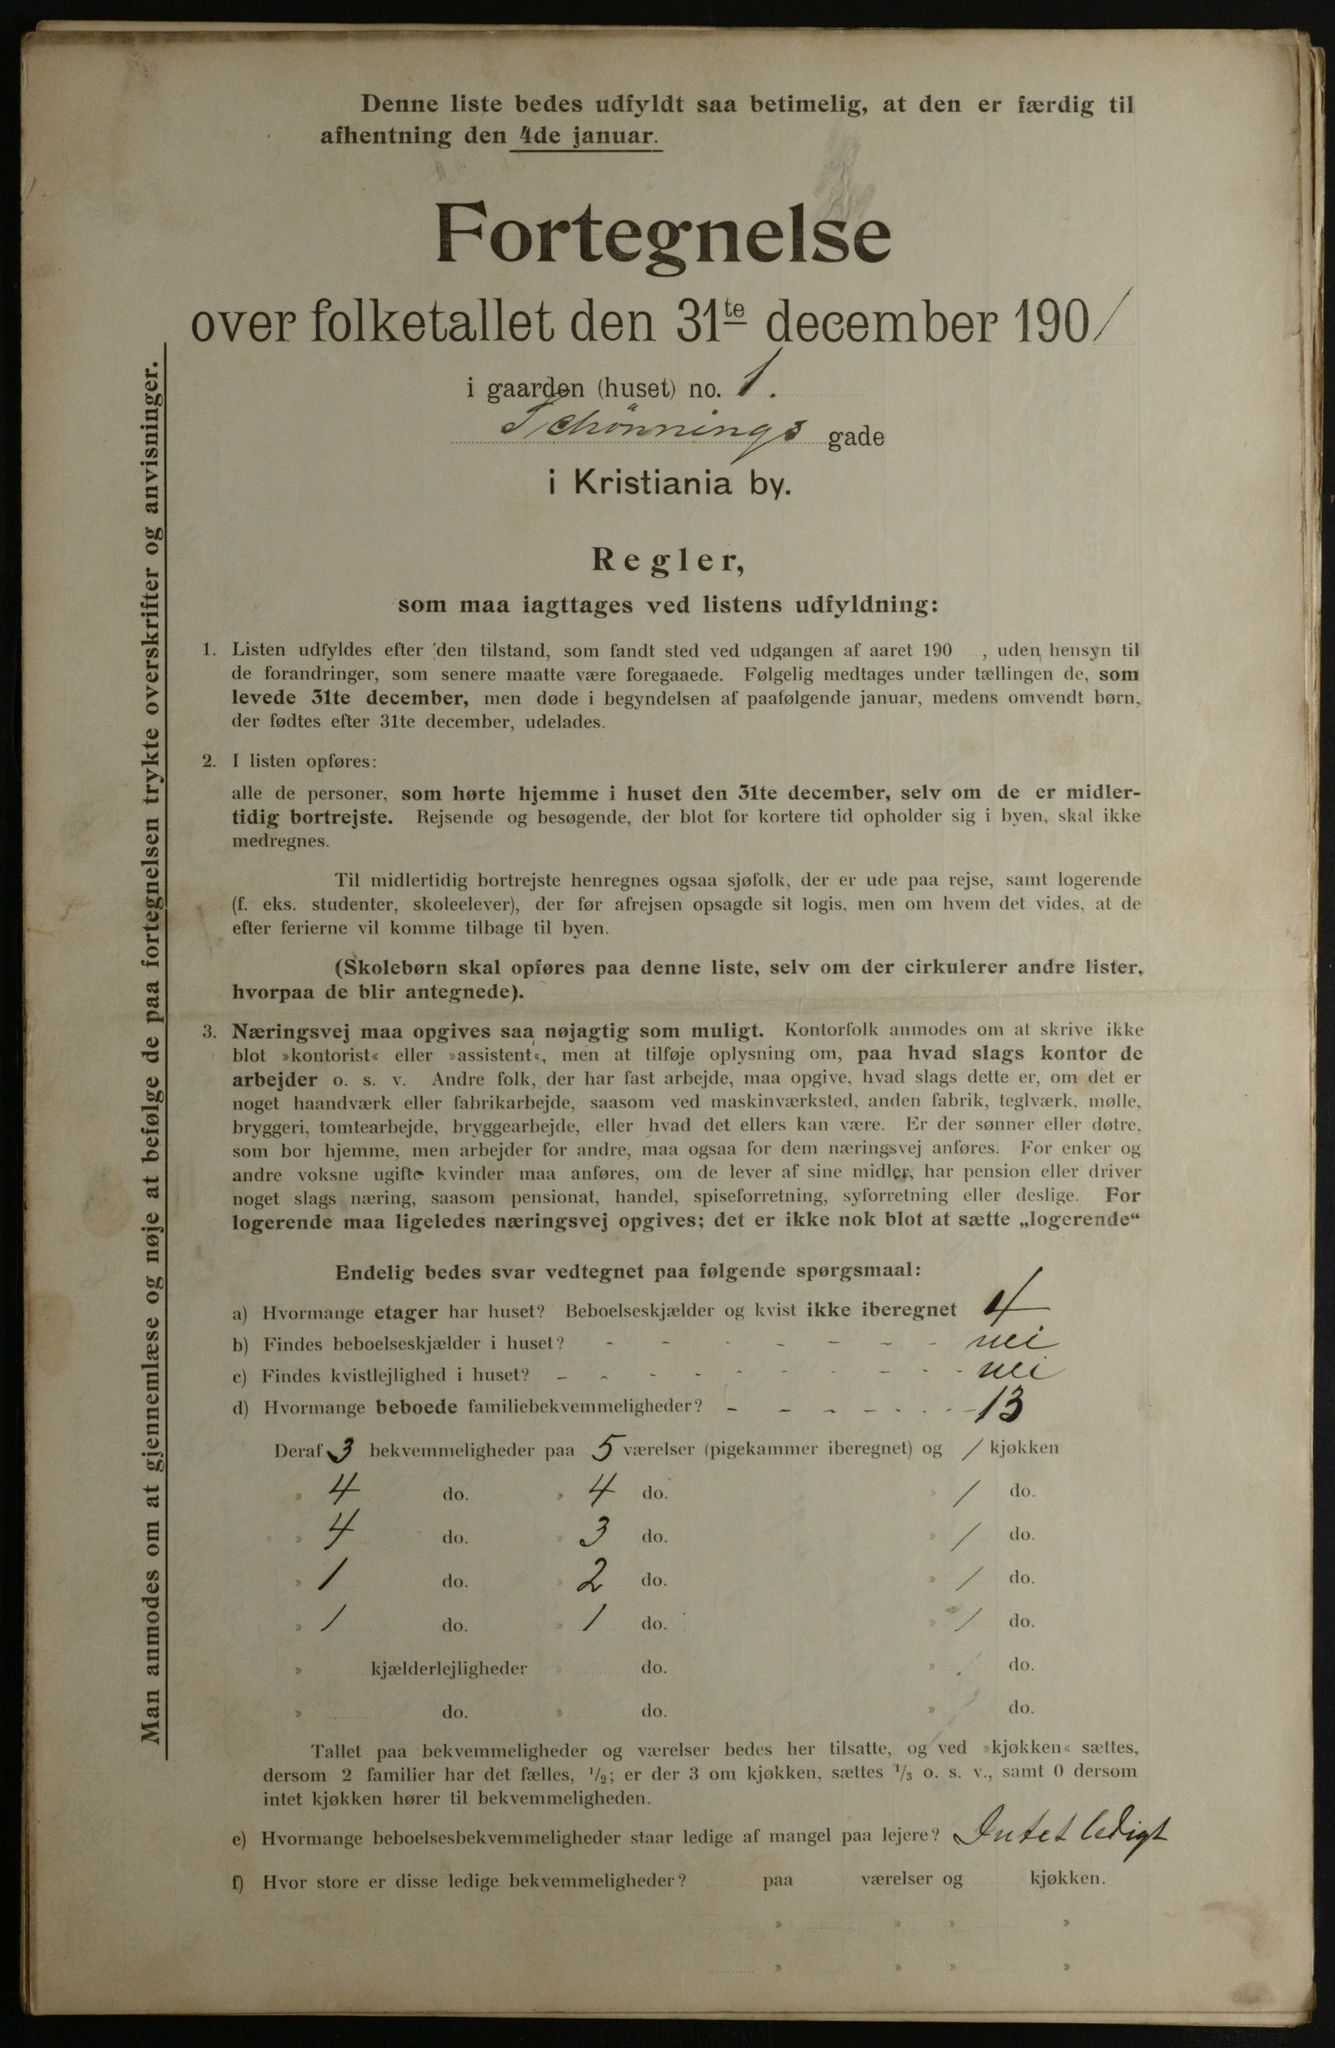 Denne liste bedes udfyldt saa betimelig, at den er færdig til
afhentning den 4de januar.
Fortegnelse
over folketallet den 31te december 1901
i gaarden (huset) no. 1.
Schønnings gade
i Kristiania by.
Regler,
som maa iagttages ved listens udfyldning:
1. Listen udfyldes efter den tilstand, som fandt sted ved udgangen af aaret 190 , uden hensyn til
de forandringer, som senere maatte være foregaaede. Følgelig medtages under tællingen de, som
levede 31te december, men døde i begyndelsen af paafølgende januar, medens omvendt børn,
der fødtes efter 31te december, udelades.
2. I listen opføres:
alle de personer, som hørte hjemme i huset den 31te december, selv om de er midler-
tidig bortrejste. Rejsende og besøgende, der blot for kortere tid opholder sig i byen, skal ikke
medregnes.
Til midlertidig bortrejste henregnes ogsaa sjøfolk, der er ude paa rejse, samt logerende
(f. eks. studenter, skoleelever), der før afrejsen opsagde sit logis, men om hvem det vides, at de
efter ferierne vil komme tilbage til byen.
(Skolebørn skal opføres paa denne liste, selv om der cirkulerer andre lister,
hvorpaa de blir antegnede).
3. Næringsvej maa opgives saa nøjagtig som muligt. Kontorfolk anmodes om at skrive ikke
blot »kontorist« eller »assistent«, men at tilføje oplysning om, paa hvad slags kontor de
arbejder o. s. v. Andre folk, der har fast arbejde, maa opgive, hvad slags dette er, om det er
noget haandværk eller fabrikarbejde, saasom ved maskinværksted, anden fabrik, teglværk, mølle,
bryggeri, tomtearbejde, bryggearbejde, eller hvad det ellers kan være. Er der sønner eller døtre,
som bor hjemme, men arbejder for andre, maa ogsaa for dem næringsvej anføres. For enker og
andre voksne ugifte kvinder maa anføres, om de lever af sine midler, har pension eller driver
noget slags næring, saasom pensionat, handel, spiseforretning, syforretning eller deslige. For
logerende maa ligeledes næringsvej opgives; det er ikke nok blot at sætte „logerende“
Endelig bedes svar vedtegnet paa følgende spørgsmaal:
a) Hvormange etager har huset? Beboelseskjælder og kvist ikke iberegnet 4
b) Findes beboelseskjælder i huset? - - - - - - nei
c) Findes kvistlejlighed i huset? - - - - - - - - - nei
d) Hvormange beboede familiebekvemmeligheder? - - - - - - 13
Deraf 3 bekvemmeligheder paa 5 værelser (pigekammer iberegnet) og 1 kjøkken
» 4 do. » 4 do. » 1 do.
» 4 do. » 3 do. » 1 do.
» 1 do. » 2 do. » 1 do.
» 1 do. » 1 do. » 1 do.
» kjælderlejligheder » do. » do.
» do. » do. » do.
Tallet paa bekvemmeligheder og værelser bedes her tilsatte, og ved »kjøkken« sættes,
dersom 2 familier har det fælles, 1/2; er der 3 om kjøkken, sættes 1/3 o. s. v., samt 0 dersom
intet kjøkken hører til bekvemmeligheden.
e) Hvormange beboelsesbekvemmeligheder staar ledige af mangel paa lejere? Intet ledigt
f) Hvor store er disse ledige bekvemmeligheder? paa værelser og kjøkken.
» » » »
» » » »
Man anmodes om at gjennemlæse og nøje at befølge de paa fortegnelsen trykte overskrifter og anvisninger.